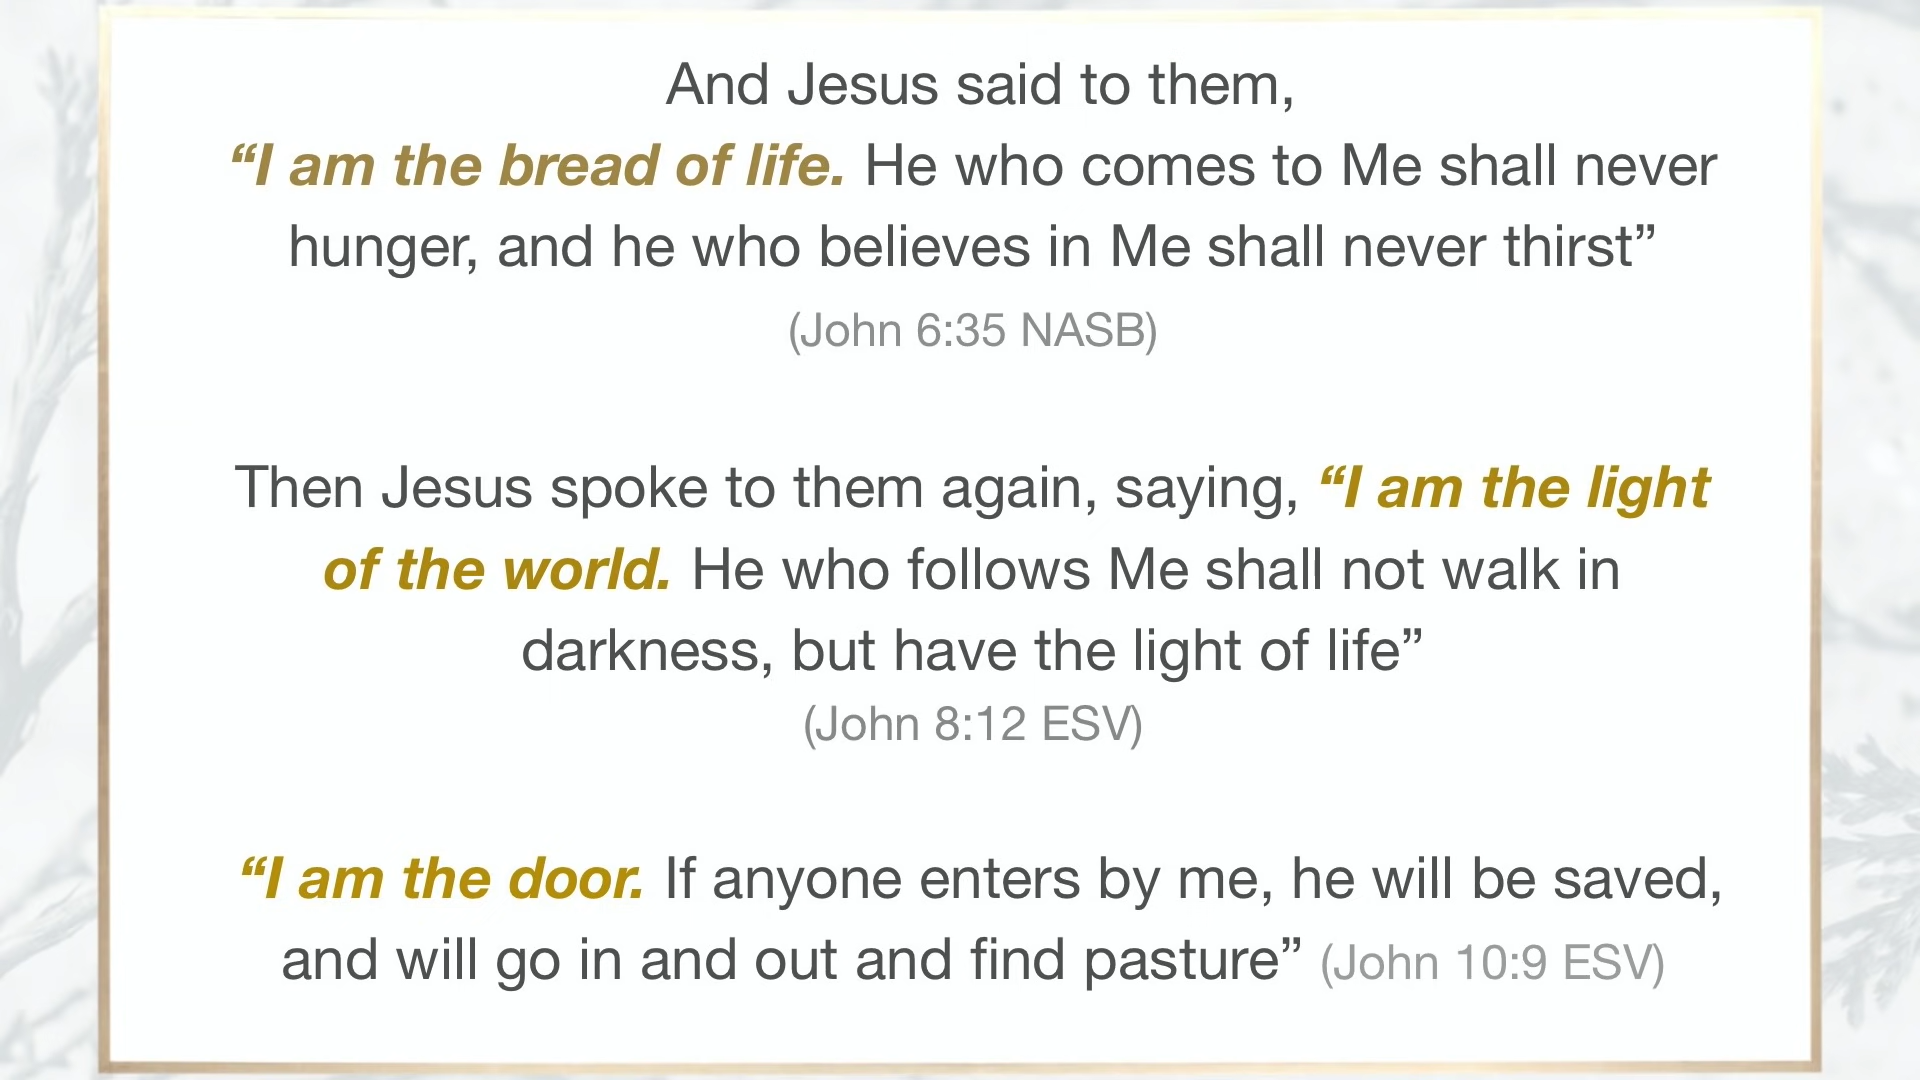 And Jesus said to them,
“I am the bread of life. He who comes to Me shall never
hunger, and he who believes in Me shall never thirst”
(John 6:35 NASB)
Then Jesus spoke to them again, saying, “I am the light
of the world. He who follows Me shall not walk in
darkness, but have the light of life”
(John 8:12 ESV)
“I am the door. If anyone enters by me, he will be saved,
and will go in and out and find pasture” (John 10:9 ESV)